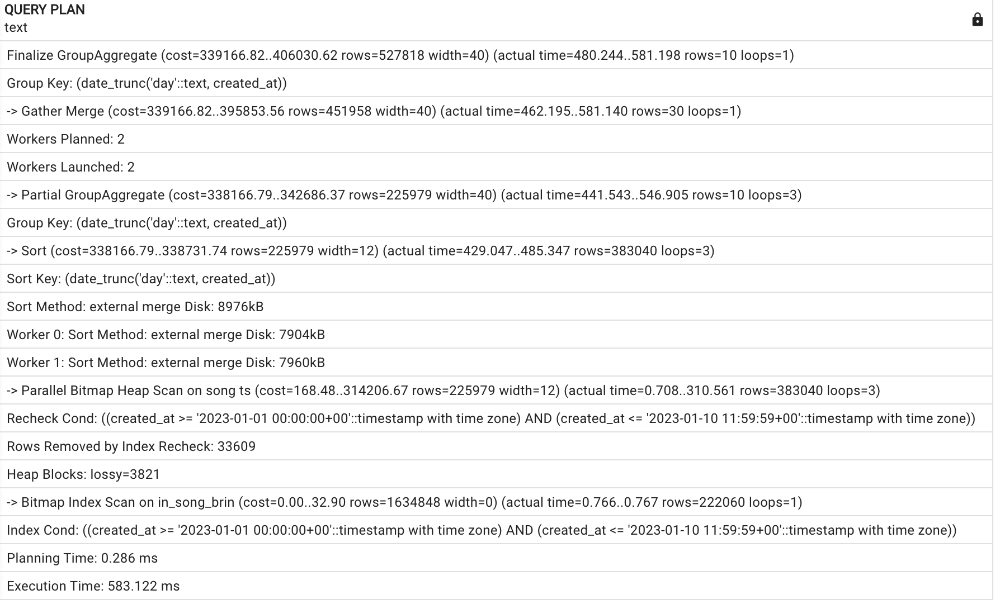 QUERY PLAN
text
Finalize GroupAggregate (cost=339166.82..406030.62 rows=527818 width=40) (actual time=480.244..581.198 rows=10 loops=1)
Group Key: (date_trunc('day'::text, created_at))
-> Gather Merge (cost=339166.82..395853.56 rows=451958 width=40) (actual time=462.195..581.140 rows=30 loops=1)
Workers Planned: 2
Workers Launched: 2
-> Partial GroupAggregate (cost=338166.79..342686.37 rows=225979 width=40) (actual time=441.543..546.905 rows=10 loops=3)
Group Key: (date_trunc('day'::text, created_at))
-> Sort (cost=338166.79..338731.74 rows=225979 width=12) (actual time=429.047..485.347 rows=383040 loops=3)
Sort Key: (date_trunc('day'::text, created_at))
Sort Method: external merge Disk: 8976kB
Worker 0: Sort Method: external merge Disk: 7904kB
Worker 1: Sort Method: external merge Disk: 7960kB
-> Parallel Bitmap Heap Scan on song ts (cost=168.48..314206.67 rows=225979 width=12) (actual time=0.708..310.561 rows=383040 loops=3)
Recheck Cond: ((created_at >= '2023-01-01 00:00:00+00'::timestamp with time zone) AND (created_at <= '2023-01-10 11:59:59+00'::timestamp with time zone))
Rows Removed by Index Recheck: 33609
Heap Blocks: lossy=3821
-> Bitmap Index Scan on in_song_brin (cost=0.00..32.90 rows=1634848 width=0) (actual time=0.766..0.767 rows=222060 loops=1)
Index Cond: ((created_at >= '2023-01-01 00:00:00+00'::timestamp with time zone) AND (created_at <= '2023-01-10 11:59:59+00'::timestamp with time zone))
Planning Time: 0.286 ms
Execution Time: 583.122 ms